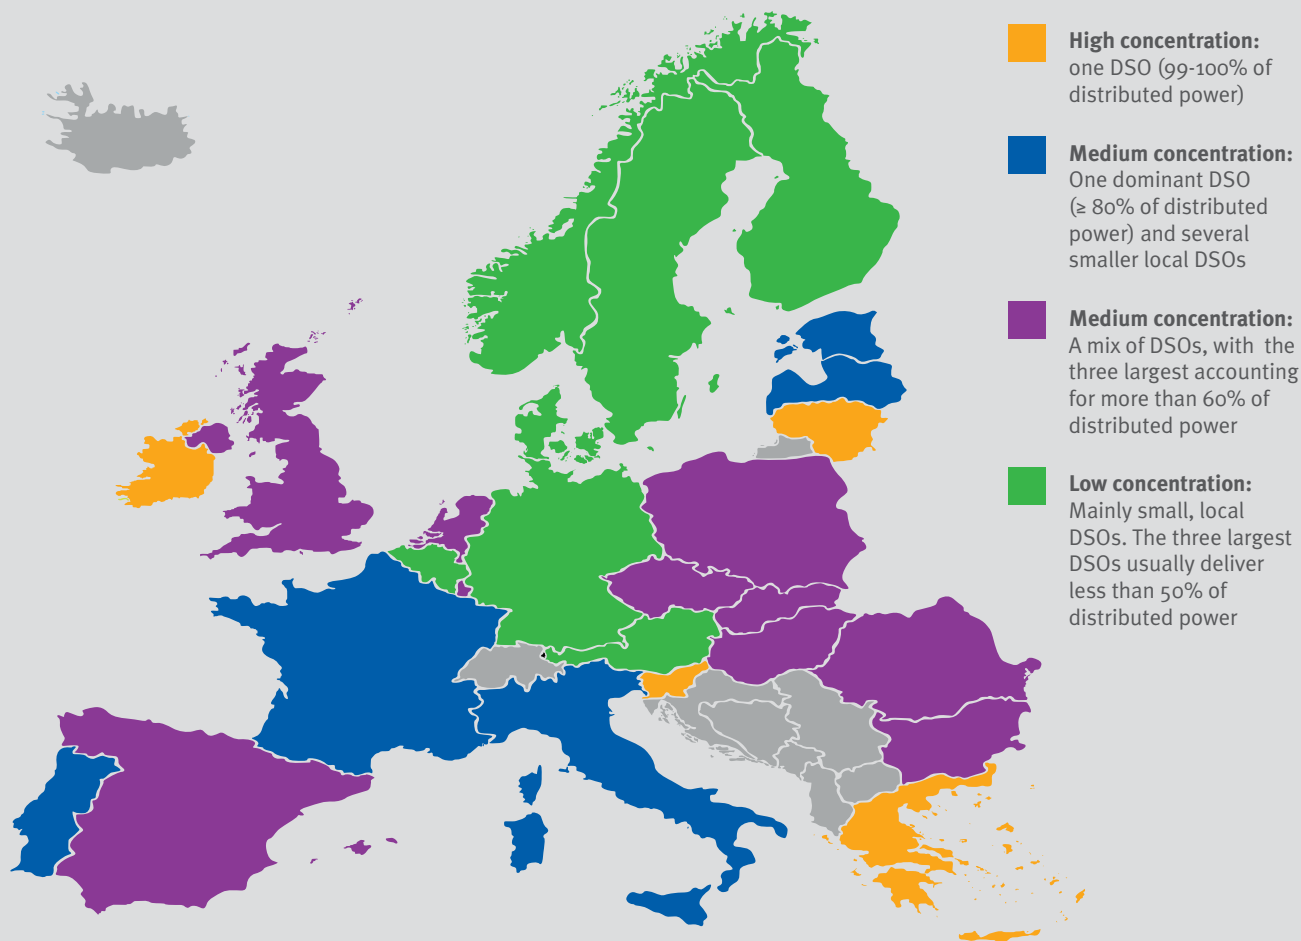 High concentration:
one DSO (99-100% of
distributed power)
Medium concentration:
One dominant DSO
(≥ 80% of distributed
power) and several
smaller local DSOs
Medium concentration:
A mix of DSOs, with the
three largest accounting
for more than 60% of
distributed power
Low concentration:
Mainly small, local
DSOs. The three largest
DSOs usually deliver
less than 50% of
distributed power